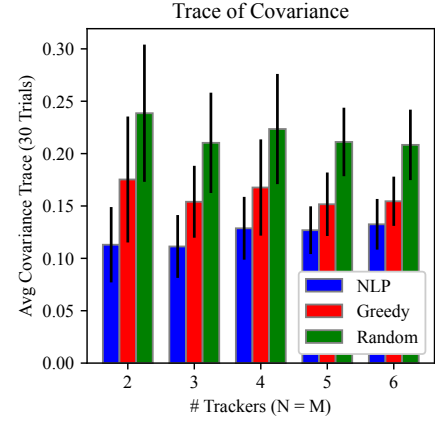 Trace of Covariance
Avg Covariance Trace (30 Trials)
0.30
0.25
0.20
0.15
0.10
0.05
0.00
NLP
Greedy
Random
2 3 4 5 6
# Trackers (N = M)